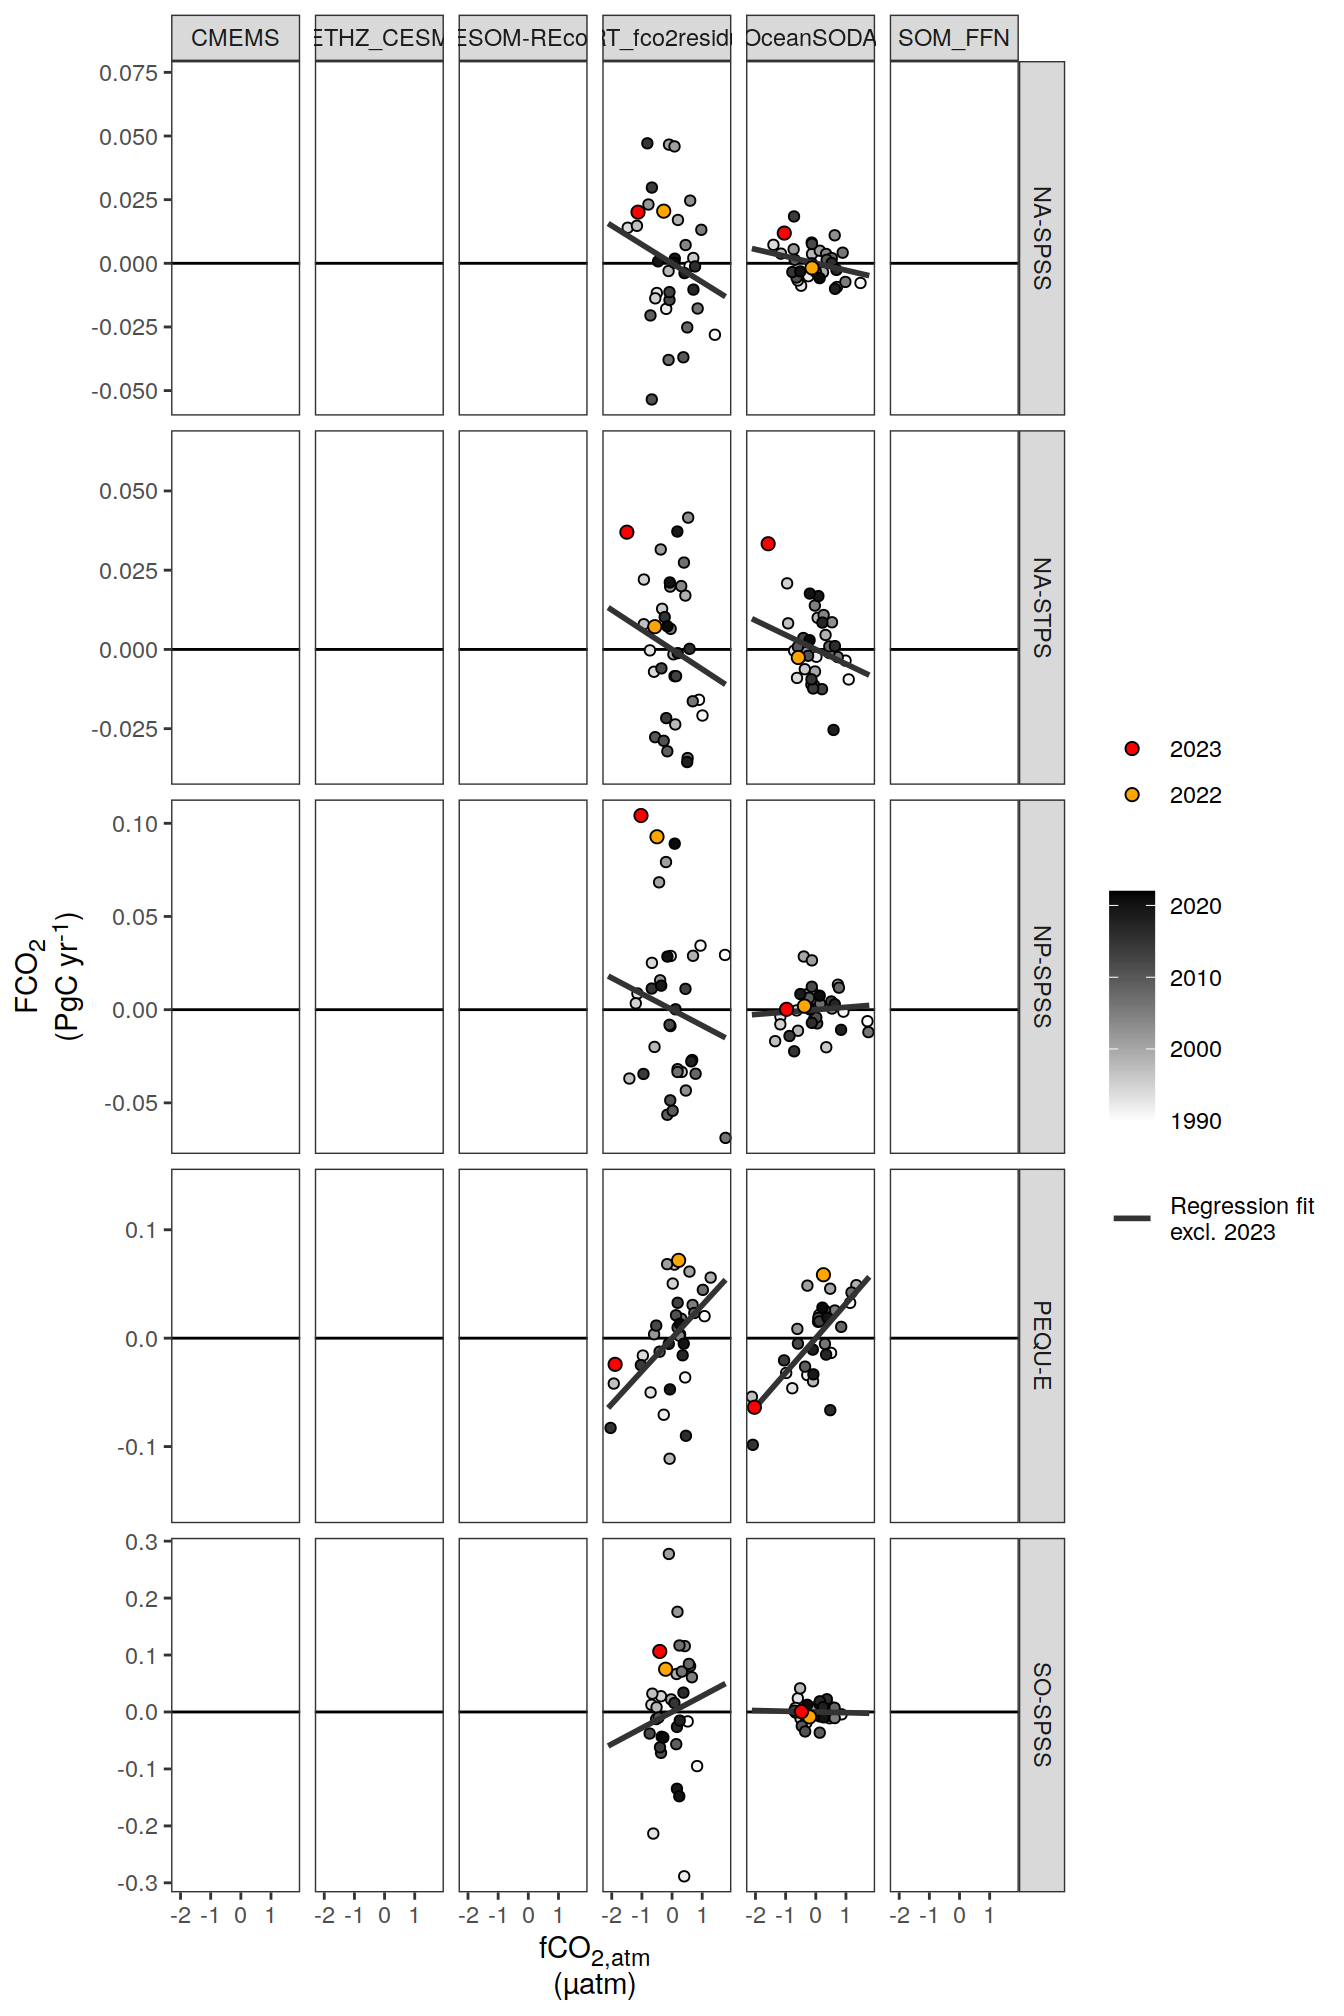 CMEMS ETHZ_CESM ESOM-REco RT_fco2resid OceanSODA SOM_FFN
0.075
0.050
0.025
0.000
-0.025
-0.050
NA-SPSS
0.050
0.025
0.000
-0.025
NA-STPS
0.10
0.05
0.00
-0.05
NP-SPSS
0.1
0.0
-0.1
PEQU-E
0.3
0.2
0.1
0.0
-0.1
-0.2
-0.3
SO-SPSS
-2 -1 0 1 -2 -1 0 1 -2 -1 0 1 -2 -1 0 1 -2 -1 0 1 -2 -1 0 1
fCO2,atm
(µatm)
FCO2
(PgC yr-1)
2023
2022
2020
2010
2000
1990
Regression fit
excl. 2023